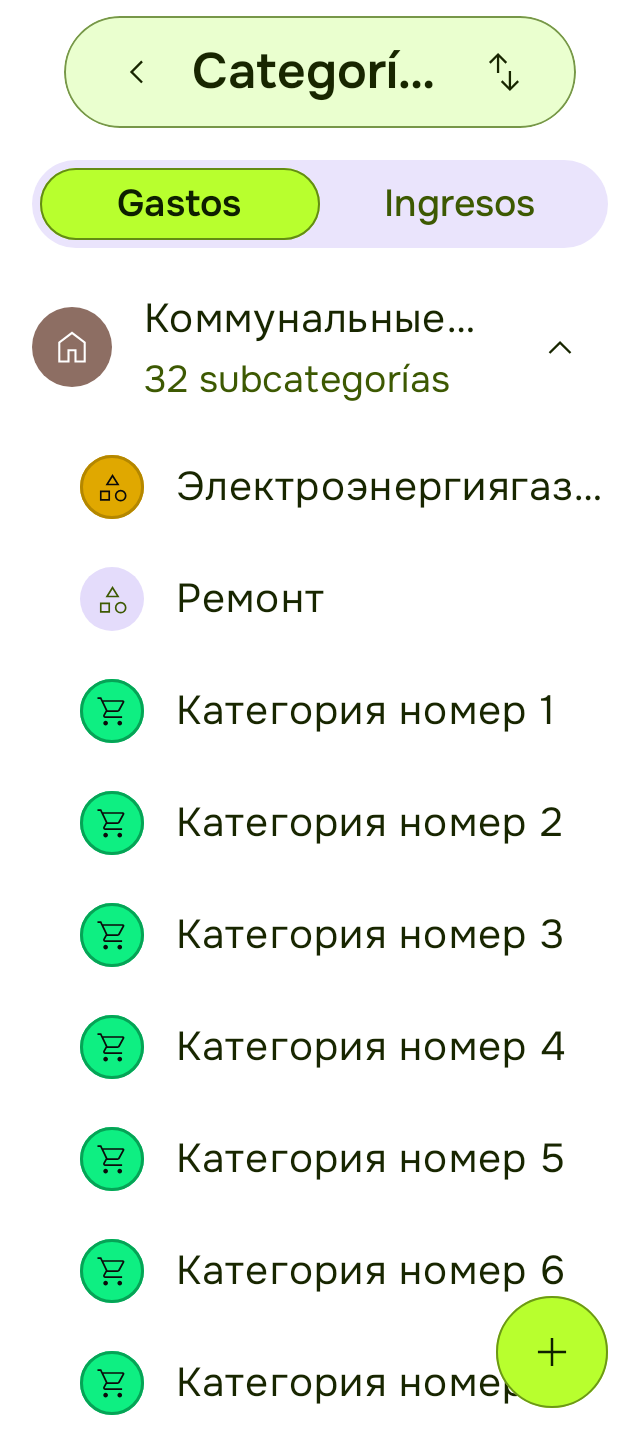 Categorí...
Gastos
Ingresos
Коммунальные...
32 subcategorías
Электроэнергиягаз...
Ремонт
Категория номер 1
Категория номер 2
Категория номер 3
Категория номер 4
Категория номер 5
Категория номер 6
Категория номер